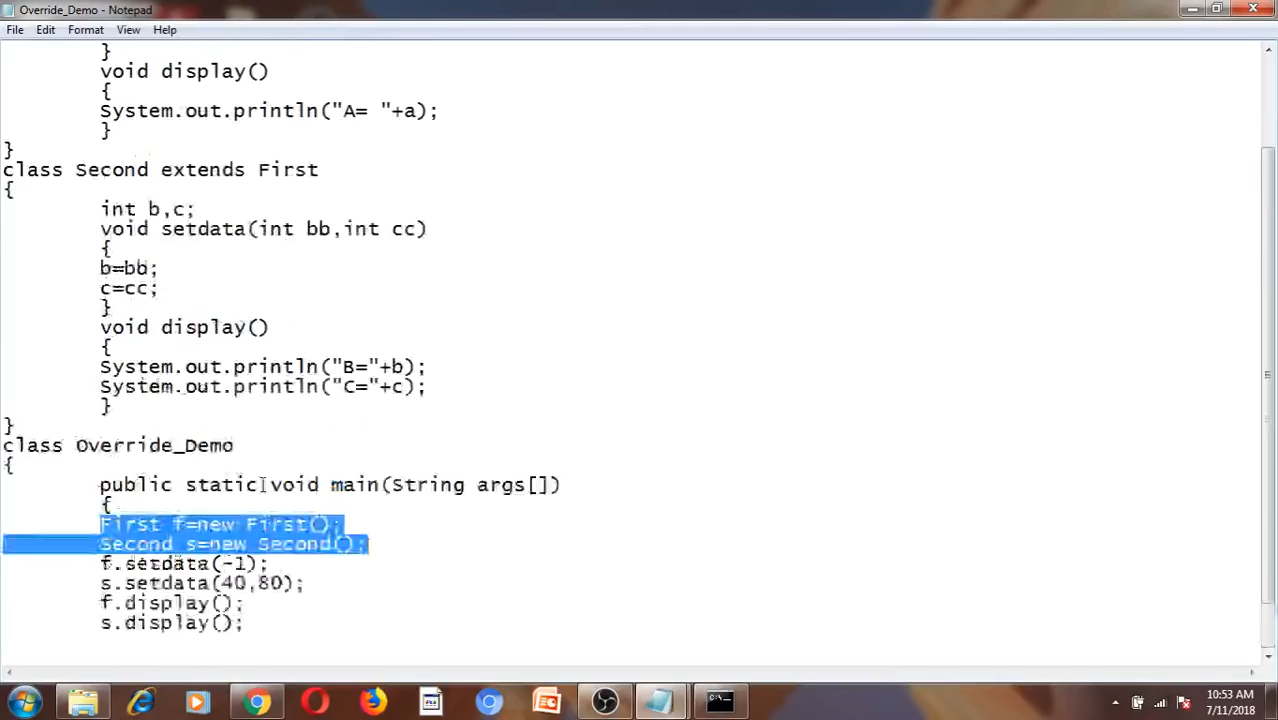 Override_Demo - Notepad
File Edit Format View Help
}
void display()
{
System.out.println("A= "+a);
}
}
class Second extends First
{
int b,c;
void setdata(int bb,int cc)
{
b=bb;
c=cc;
}
void display()
{
System.out.println("B="+b);
System.out.println("C="+c);
}
}
class Override_Demo
{
public static void main(String args[])
{
First f=new First();
Second s=new Second();
f.setdata(-1);
s.setdata(40,80);
f.display();
s.display();
10:53 AM
7/11/2018